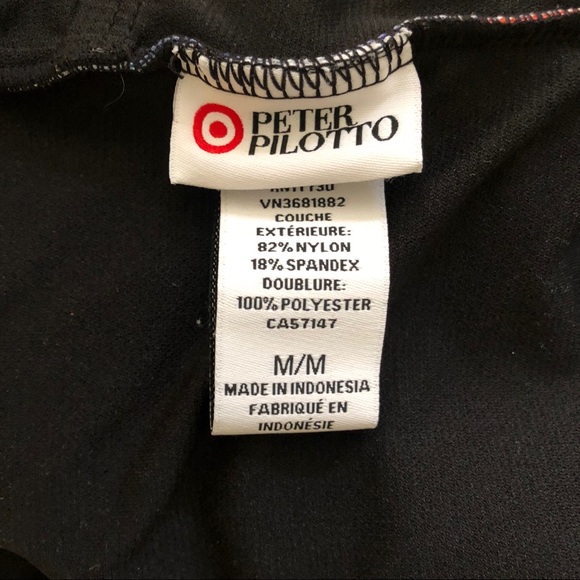 PETER
PILOTTO
VN3681882
COUCHE
EXTÉRIEURE:
82% NYLON
18% SPANDEX
DOUBLURE:
100% POLYESTER
CA57147
M/M
MADE IN INDONESIA
FABRIQUÉ EN
INDONÉSIE